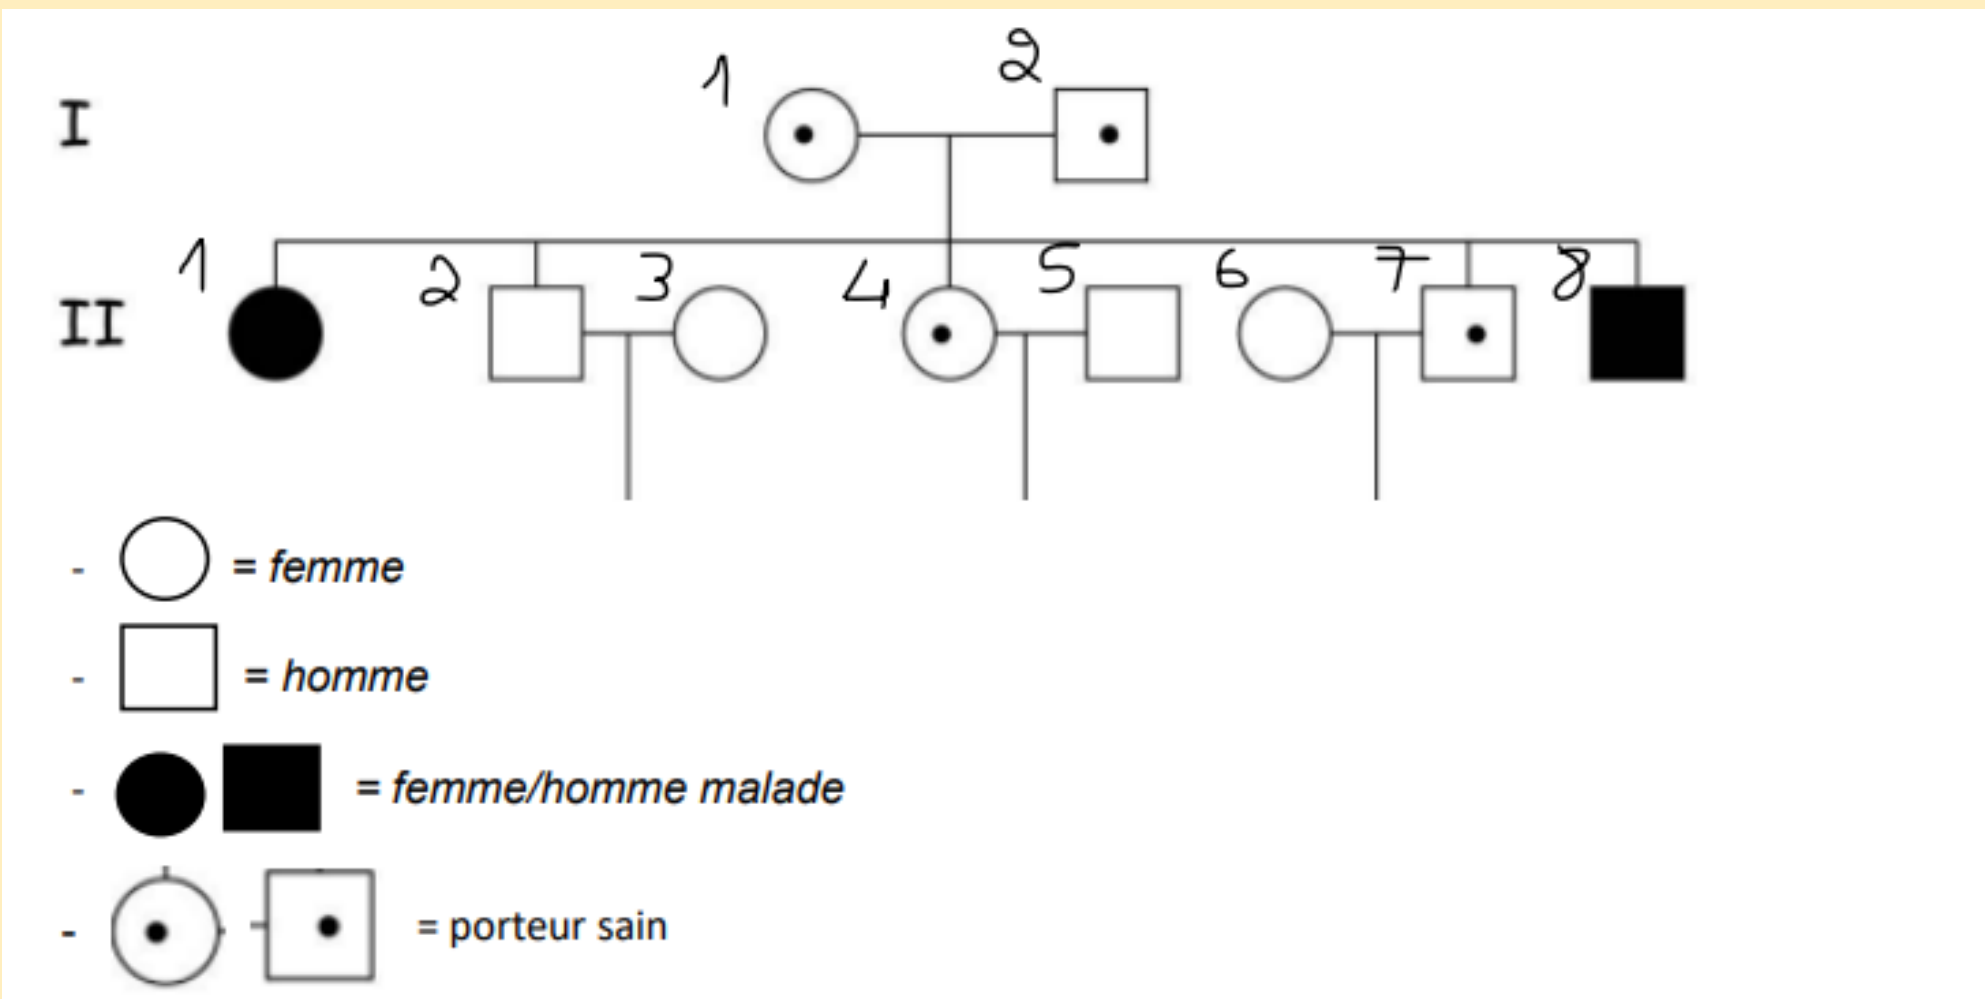 1 2
I
1 2 3 4 5 6 7 8
II
- = femme
- = homme
- = femme/homme malade
- = porteur sain